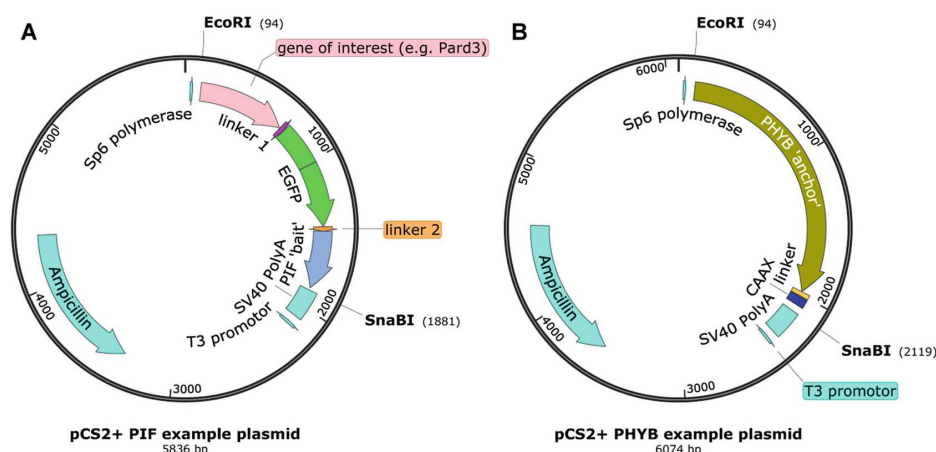 A
EcoRI (94)
gene of interest (e.g. Pard3)
Sp6 polymerase
linker 1
1000
EGFP
linker 2
PIF 'bait'
SV40 PolyA
2000
T3 promotor
SnaBI (1881)
3000
Ampicillin
4000
5000
pCS2+ PIF example plasmid
5836 bp
B
EcoRI (94)
6000
Sp6 polymerase
PHYB 'anchor'
1000
5000
linker
CAAX
2000
SV40 PolyA
SnaBI (2119)
Ampicillin
4000
T3 promotor
3000
pCS2+ PHYB example plasmid
6074 bp